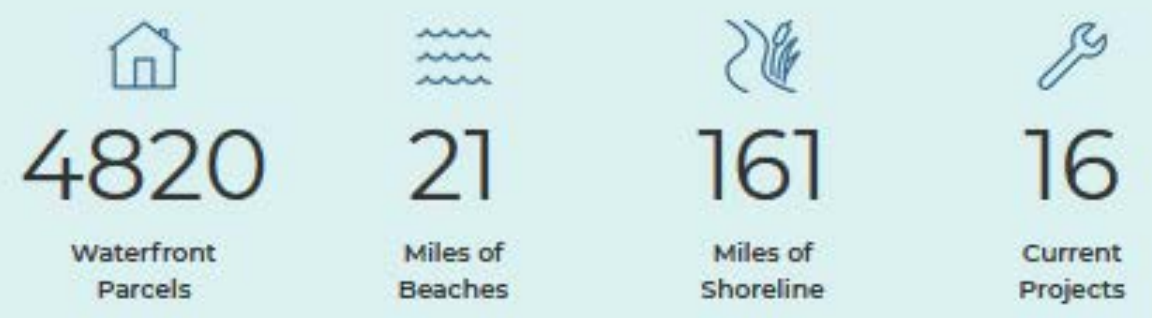 4820
Waterfront
Parcels
21
Miles of
Beaches
161
Miles of
Shoreline
16
Current
Projects